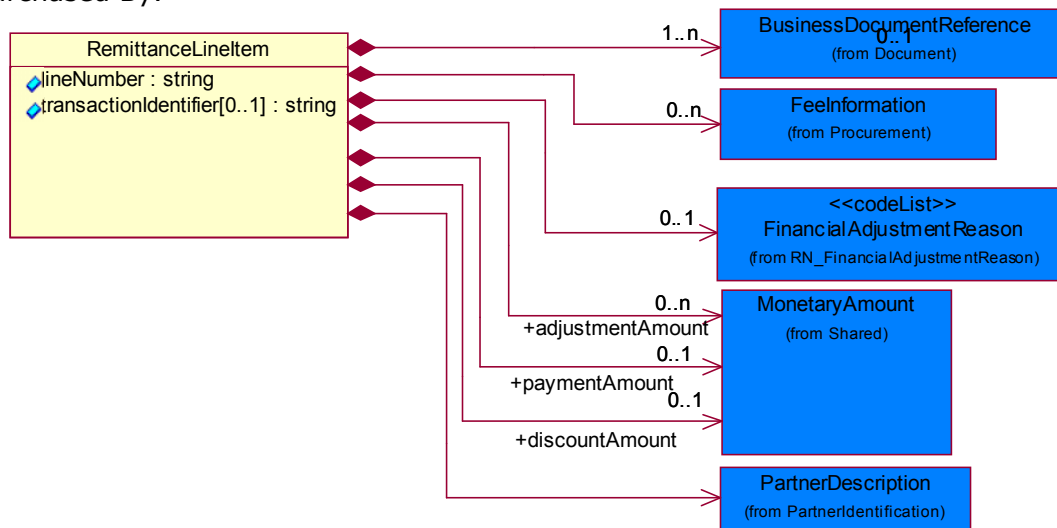 RemittanceLineItem
lineNumber : string
transactionIdentifier[0..1] : string
1..n
BusinessDocumentReference
0..1
(from Document)
0..n
FeeInformation
(from Procurement)
0..1
<<codeList>>
FinancialAdjustmentReason
(from RN_FinancialAdjustmentReason)
0..n
+adjustmentAmount
MonetaryAmount
(from Shared)
0..1
+paymentAmount
0..1
+discountAmount
PartnerDescription
(from PartnerIdentification)